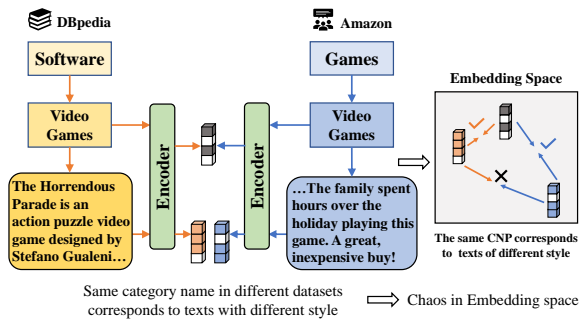 DBpedia
Amazon
Software
Games
Video
Games
Video
Games
Encoder
Encoder
The Horrendous
Parade is an
action puzzle video
game designed by
Stefano Gualeni…
…The family spent
hours over the
holiday playing this
game. A great,
inexpensive buy!
Embedding Space
The same CNP corresponds
to texts of different style
Same category name in different datasets
corresponds to texts with different style
Chaos in Embedding space